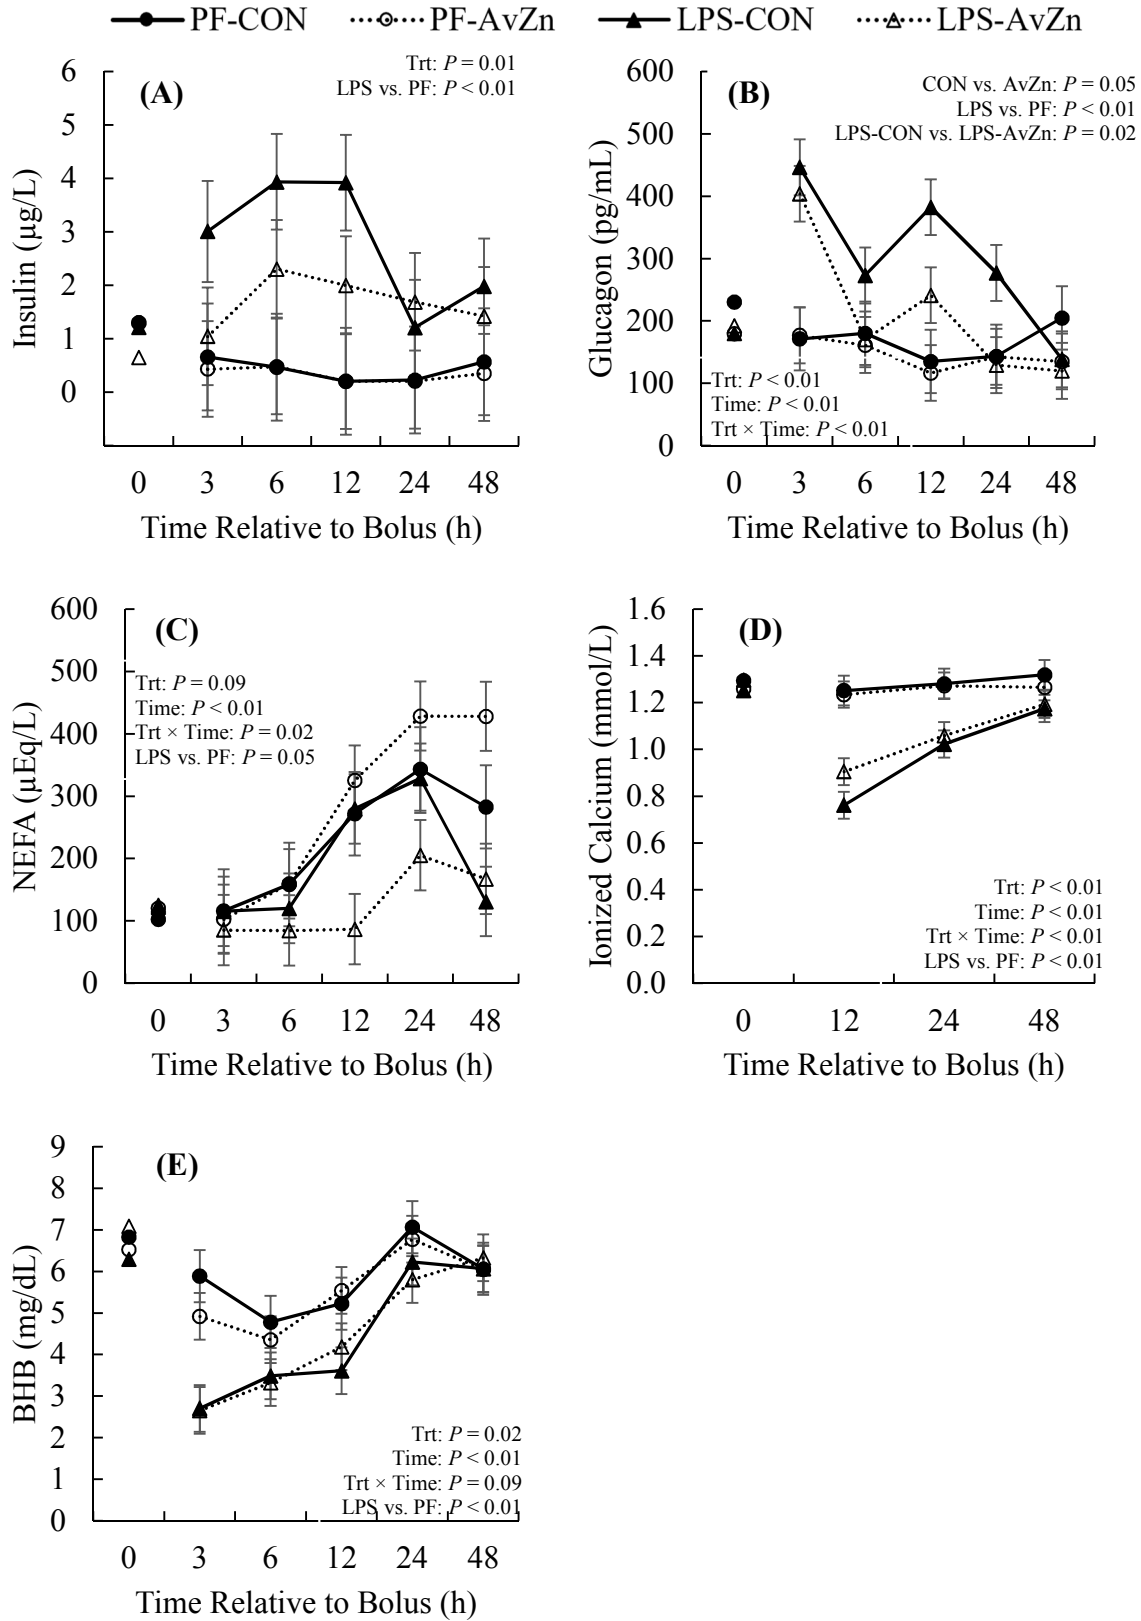 PF-CON PF-AvZn LPS-CON LPS-AvZn
(A)
Trt: P = 0.01
LPS vs. PF: P < 0.01
Insulin (µg/L)
6
5
4
3
2
1
0
0 3 6 12 24 48
Time Relative to Bolus (h)
(B)
CON vs. AvZn: P = 0.05
LPS vs. PF: P < 0.01
LPS-CON vs. LPS-AvZn: P = 0.02
Glucagon (pg/mL)
600
500
400
300
200
100
0
Trt: P < 0.01
Time: P < 0.01
Trt × Time: P < 0.01
0 3 6 12 24 48
Time Relative to Bolus (h)
(C)
Trt: P = 0.09
Time: P < 0.01
Trt × Time: P = 0.02
LPS vs. PF: P = 0.05
NEFA (µEq/L)
600
500
400
300
200
100
0
0 3 6 12 24 48
Time Relative to Bolus (h)
(D)
Ionized Calcium (mmol/L)
1.6
1.4
1.2
1.0
0.8
0.6
0.4
0.2
0.0
Trt: P < 0.01
Time: P < 0.01
Trt × Time: P < 0.01
LPS vs. PF: P < 0.01
0 12 24 48
Time Relative to Bolus (h)
(E)
BHB (mg/dL)
9
8
7
6
5
4
3
2
1
0
Trt: P = 0.02
Time: P < 0.01
Trt × Time: P = 0.09
LPS vs. PF: P < 0.01
0 3 6 12 24 48
Time Relative to Bolus (h)